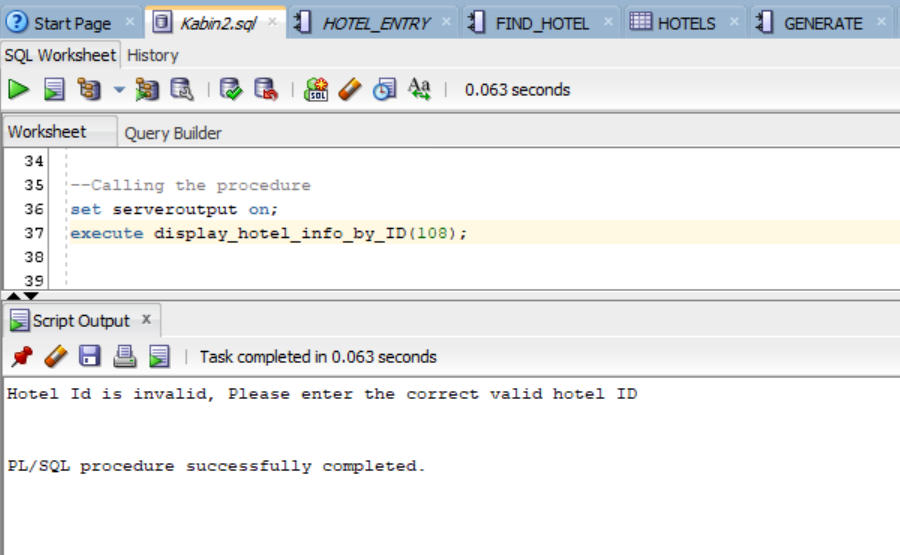 Start Page Kabin2.sql HOTEL_ENTRY FIND_HOTEL HOTELS GENERATE
SQL Worksheet History
SQL Aa 0.063 seconds
Worksheet Query Builder
34
35 --Calling the procedure
36 set serveroutput on;
37 execute display_hotel_info_by_ID(108);
38
39
Script Output x
Task completed in 0.063 seconds
Hotel Id is invalid, Please enter the correct valid hotel ID
PL/SQL procedure successfully completed.